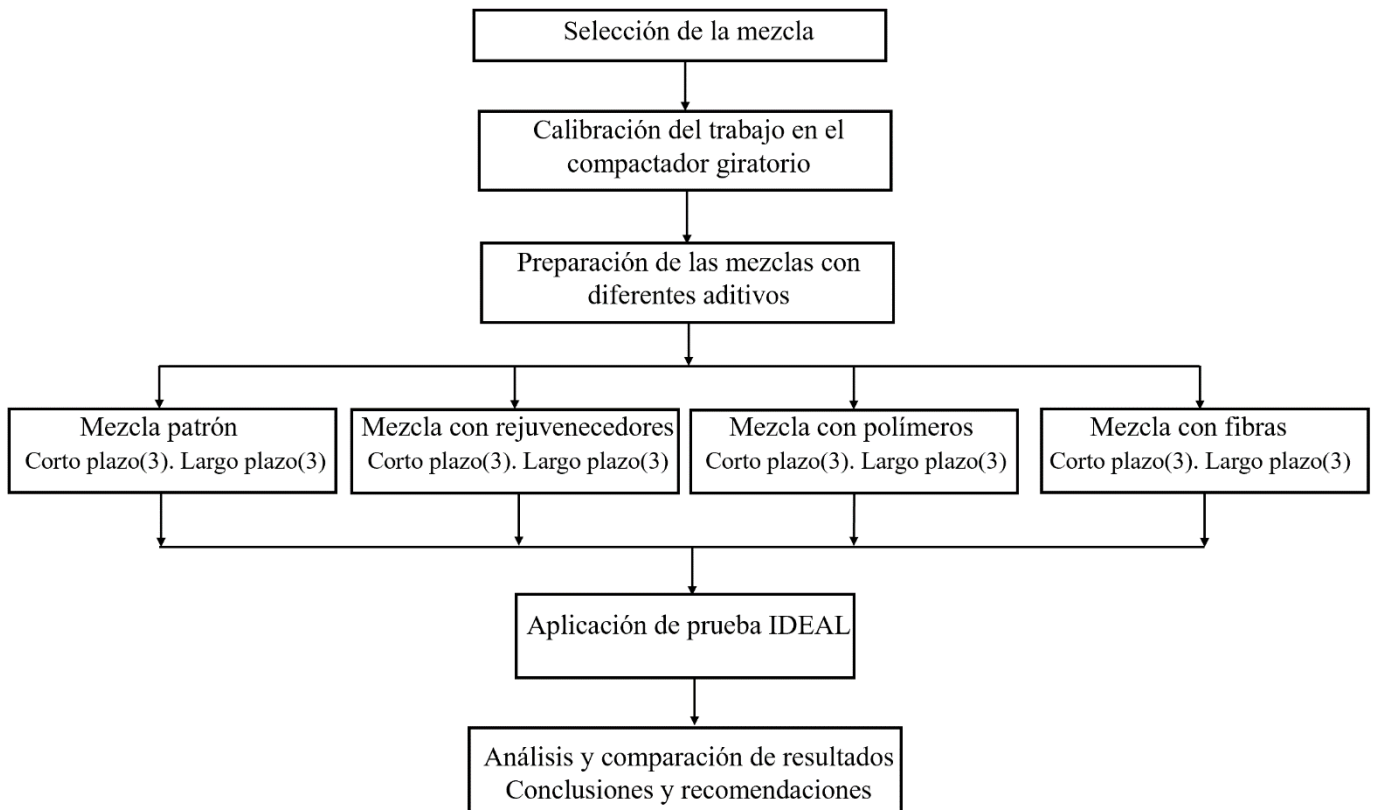 Selección de la mezcla
Calibración del trabajo en el
compactador giratorio
Preparación de las mezclas con
diferentes aditivos
Mezcla patrón
Corto plazo(3). Largo plazo(3)
Mezcla con rejuvenecedores
Corto plazo(3). Largo plazo(3)
Mezcla con polímeros
Corto plazo(3). Largo plazo(3)
Mezcla con fibras
Corto plazo(3). Largo plazo(3)
Aplicación de prueba IDEAL
Análisis y comparación de resultados
Conclusiones y recomendaciones